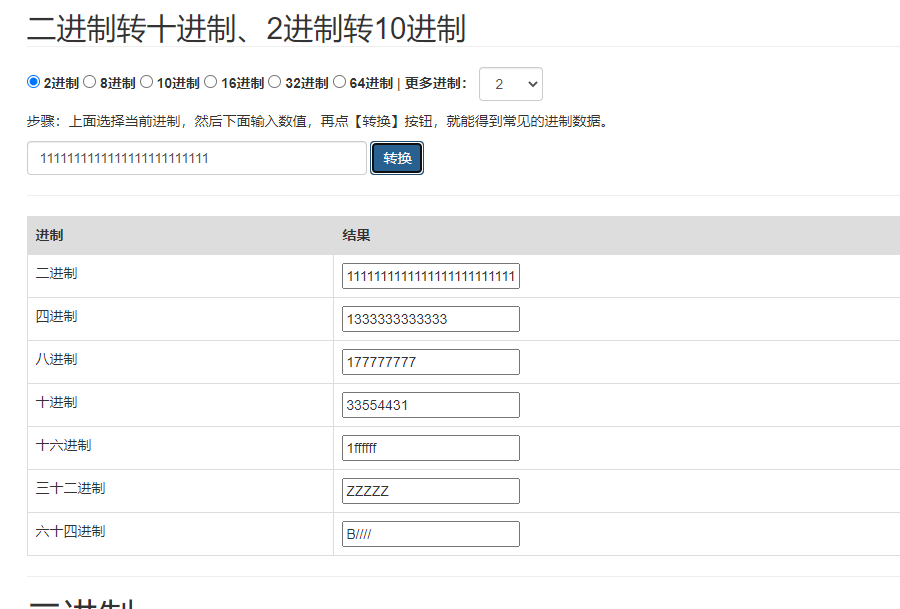 二进制转十进制、2进制转10进制
2进制 8进制 10进制 16进制 32进制 64进制 | 更多进制： 2
步骤：上面选择当前进制，然后下面输入数值，再点【转换】按钮，就能得到常见的进制数据。
1111111111111111111111111 转换
进制 结果
二进制 1111111111111111111111111
四进制 1333333333333
八进制 177777777
十进制 33554431
十六进制 1ffffff
三十二进制 ZZZZZ
六十四进制 B////